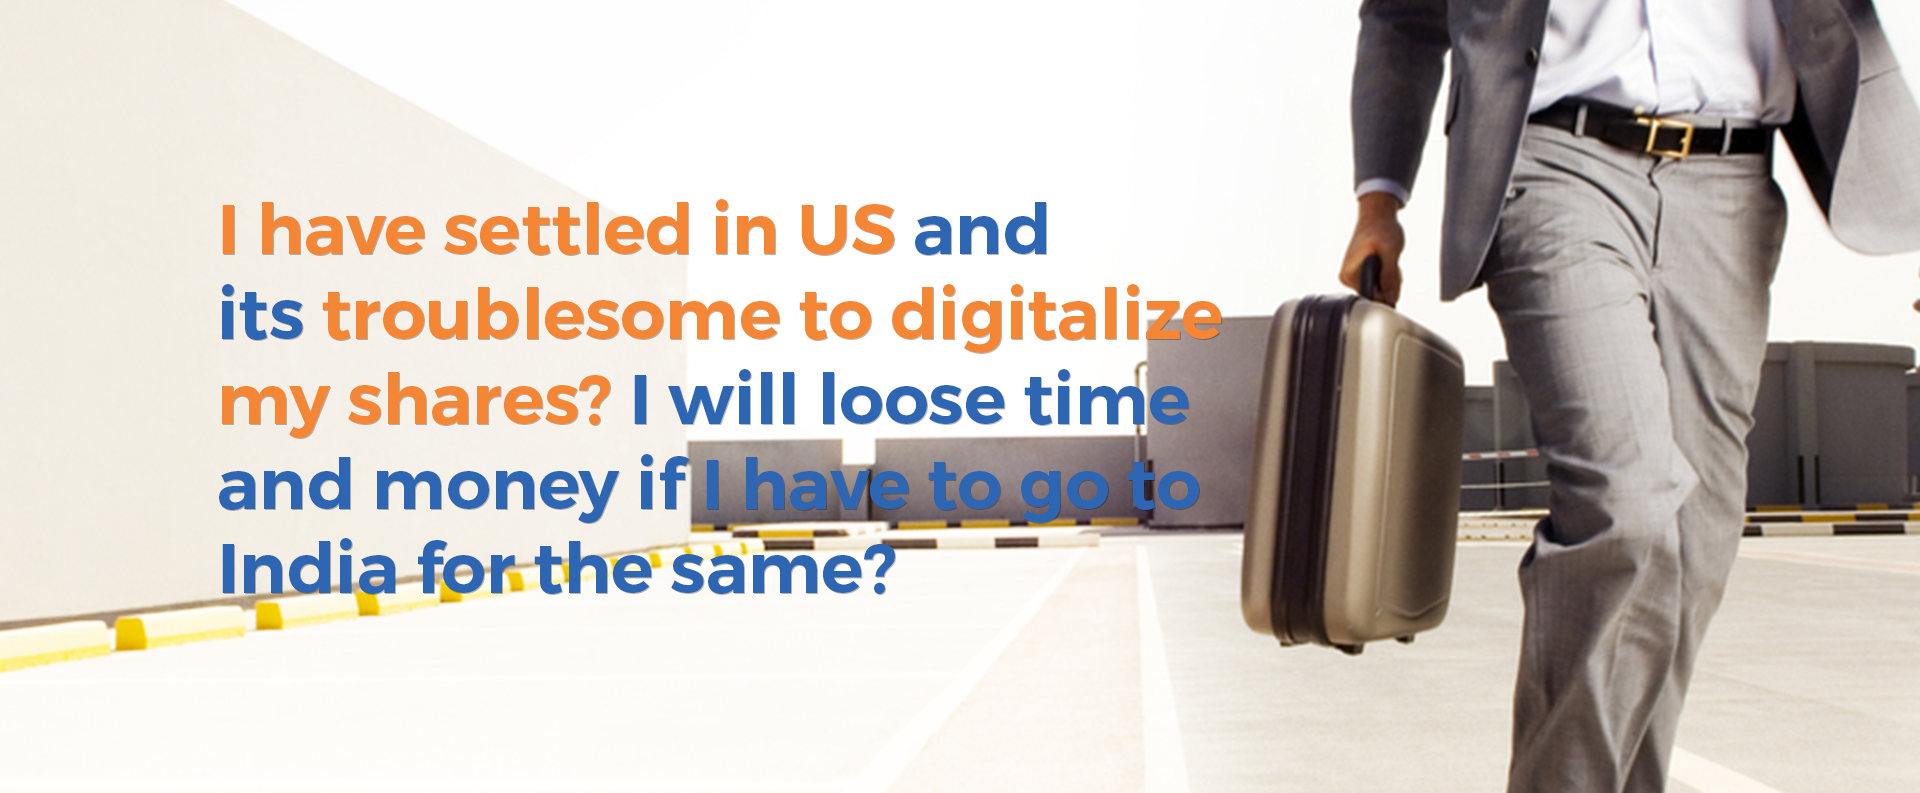 I have settled in US and
its troublesome to digitalize
my shares? I will loose time
and money if I have to go to
India for the same?